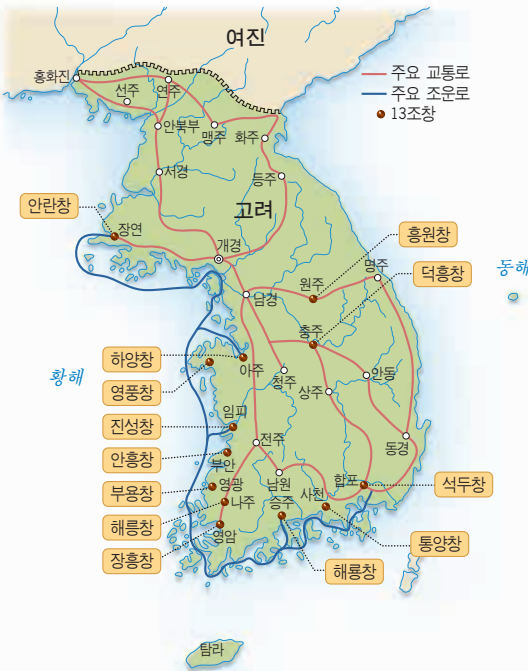 여진
홍화진
선주
연주
주요 교통로
주요 조운로
13조창
안북부
맹주
화주
서경
등주
안란창
장연
고려
개경
흥원창
덕흥창
동해
명주
원주
남경
충주
하양창
아주
청주
상주
안동
황해
영풍창
임피
진성창
전주
동경
안흥창
부안
남원
사천
합포
석두창
부용창
영광
나주
승주
해릉창
통양창
영암
장흥창
해룡창
탐라